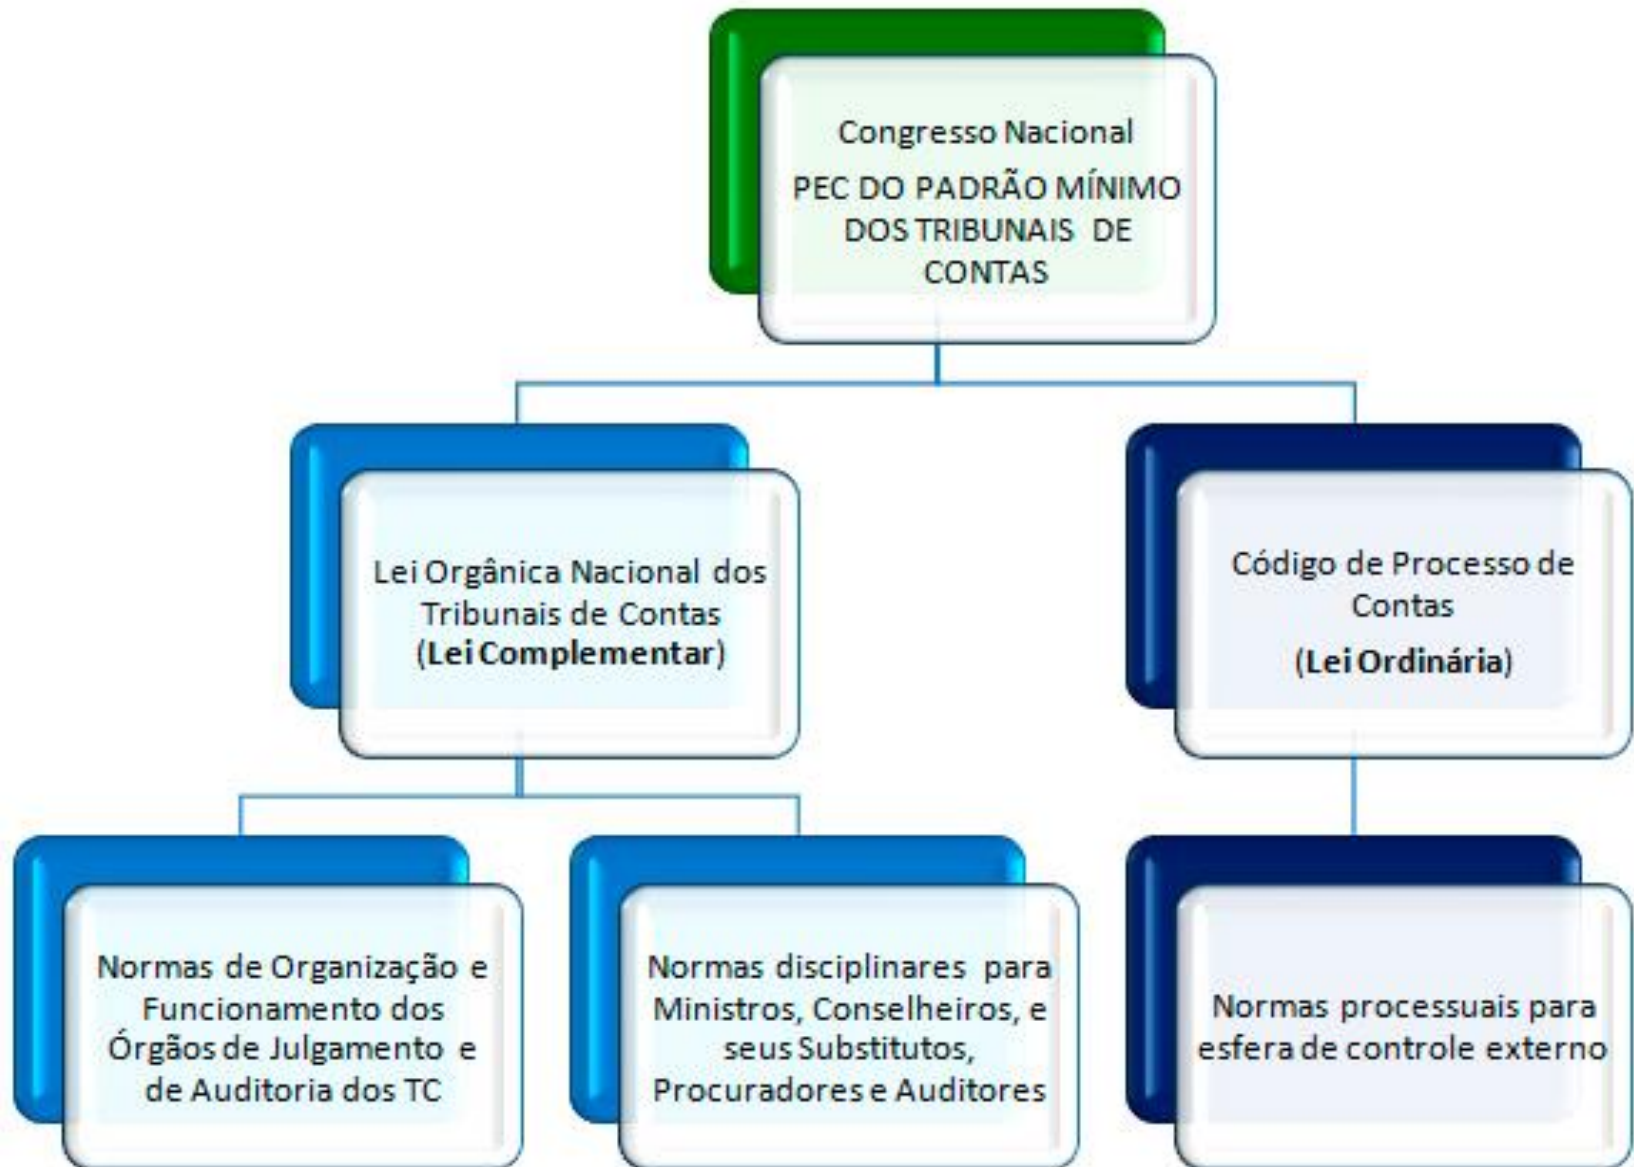 Congresso Nacional
PEC DO PADRÃO MÍNIMO
DOS TRIBUNAIS DE
CONTAS
Lei Orgânica Nacional dos
Tribunais de Contas
(Lei Complementar)
Código de Processo de
Contas
(Lei Ordinária)
Normas de Organização e
Funcionamento dos
Órgãos de Julgamento e
de Auditoria dos TC
Normas disciplinares para
Ministros, Conselheiros, e
seus Substitutos,
Procuradores e Auditores
Normas processuais para
esfera de controle externo